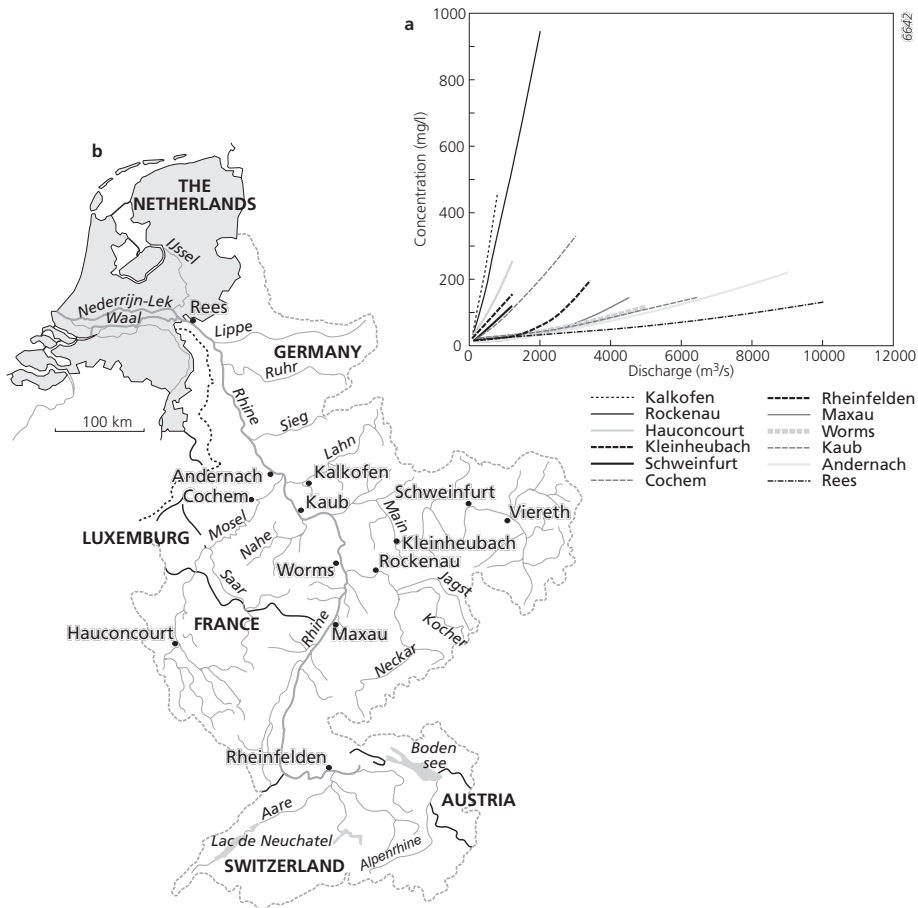 a
6642
1000
800
600
400
200
0
Concentration (mg/l)
0
2000
4000
6000
8000
10000
12000
Discharge (m³/s)
Kalkofen
Rockenau
Hauconcourt
Kleinheubach
Schweinfurt
Cochem
Rheinfelden
Maxau
Worms
Kaub
Andernach
Rees
b
THE
NETHERLANDS
IJssel
Nederrijn-Lek
Waal
Rees
Lippe
GERMANY
Ruhr
Rhine
100 km
Sieg
Lahn
Andernach
Kalkofen
Cochem
Kaub
Schweinfurt
Viereth
Main
Mosel
LUXEMBURG
Nahe
Kleinheubach
Rockenau
Worms
Jagst
Saar
FRANCE
Rhine
Maxau
Kocher
Hauconcourt
Neckar
Rheinfelden
Boden
see
Aare
AUSTRIA
Lac de Neuchatel
Alpenrhine
SWITZERLAND